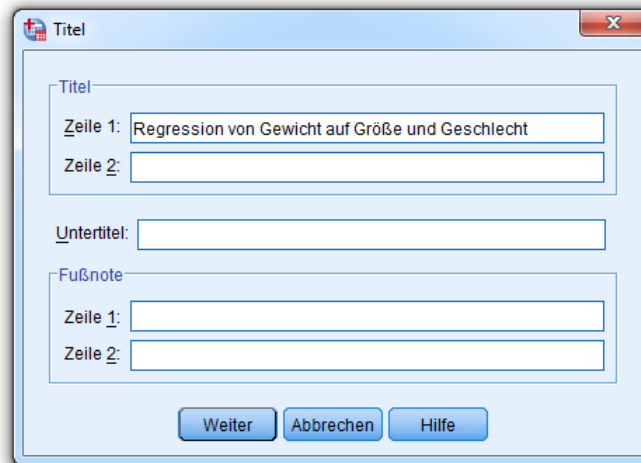 Titel
Titel
Zeile 1: Regression von Gewicht auf Größe und Geschlecht
Zeile 2:
Untertitel:
Fußnote
Zeile 1:
Zeile 2:
Weiter Abbrechen Hilfe